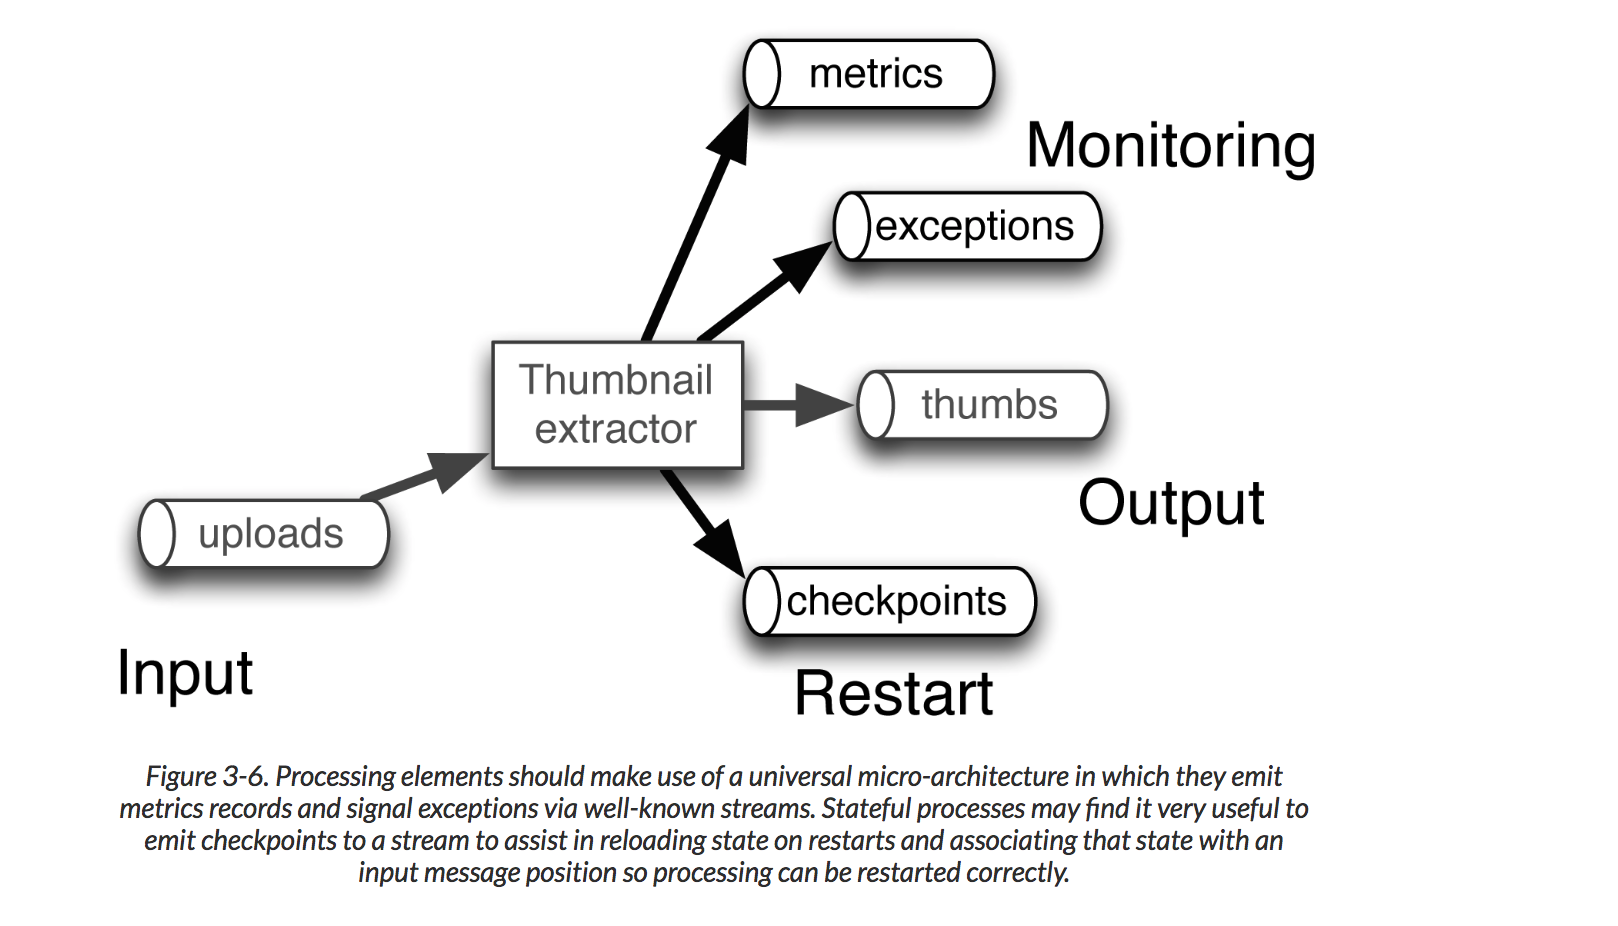 metrics
Monitoring
exceptions
Thumbnail
extractor
thumbs
Output
uploads
checkpoints
Input
Restart
Figure 3-6. Processing elements should make use of a universal micro-architecture in which they emit
metrics records and signal exceptions via well-known streams. Stateful processes may find it very useful to
emit checkpoints to a stream to assist in reloading state on restarts and associating that state with an
input message position so processing can be restarted correctly.